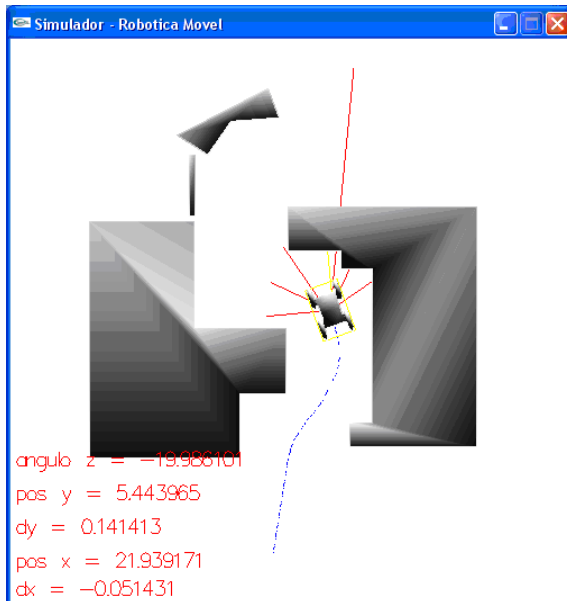 Simulador - Robotica Movel
angulo z = -19.986101
pos y = 5.443965
dy = 0.141413
pos x = 21.939171
dx = -0.051431